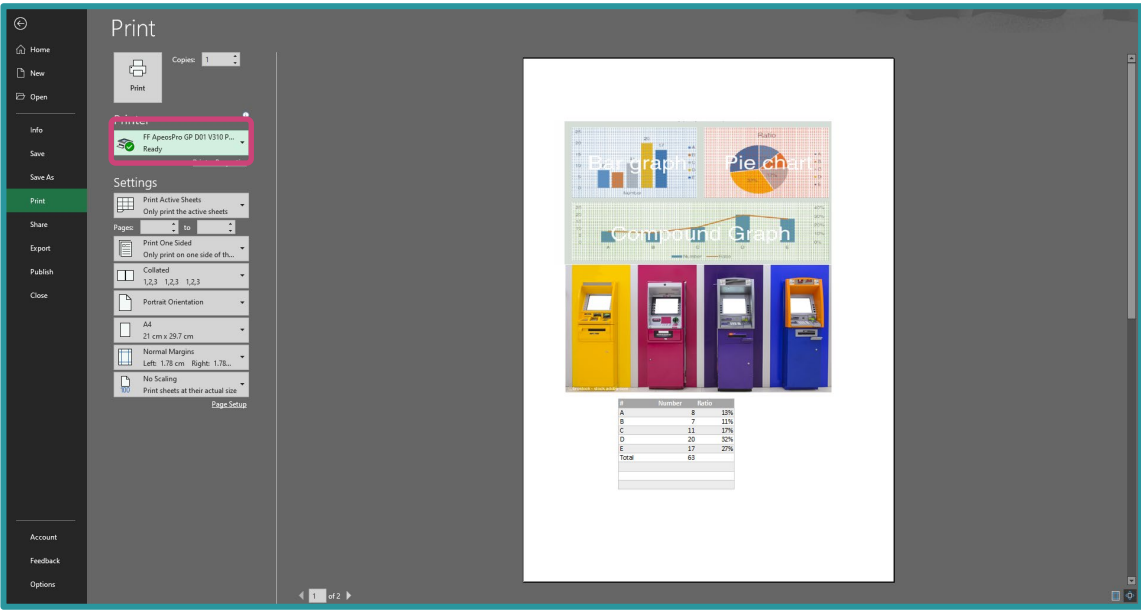 Print
Home
New
Open
Info
Save
Save As
Print
Share
Export
Publish
Close
Account
Feedback
Options
Copies: 1
Print
Printer
FF ApeosPro GP D01 V310 P...
Ready
Settings
Print Active Sheets
Only print the active sheets
Pages: to
Print One Sided
Only print on one side of th...
Collated
1,2,3 1,2,3 1,2,3
Portrait Orientation
A4
21 cm x 29.7 cm
Normal Margins
Left: 1.78 cm Right: 1.78...
No Scaling
Print sheets at their actual size
Page Setup
Bar graph
Number
Ratio
Pie chart
Compound Graph
# Number Ratio
A 8 13%
B 7 11%
C 11 17%
D 20 32%
E 17 27%
Total 63
1 of 2